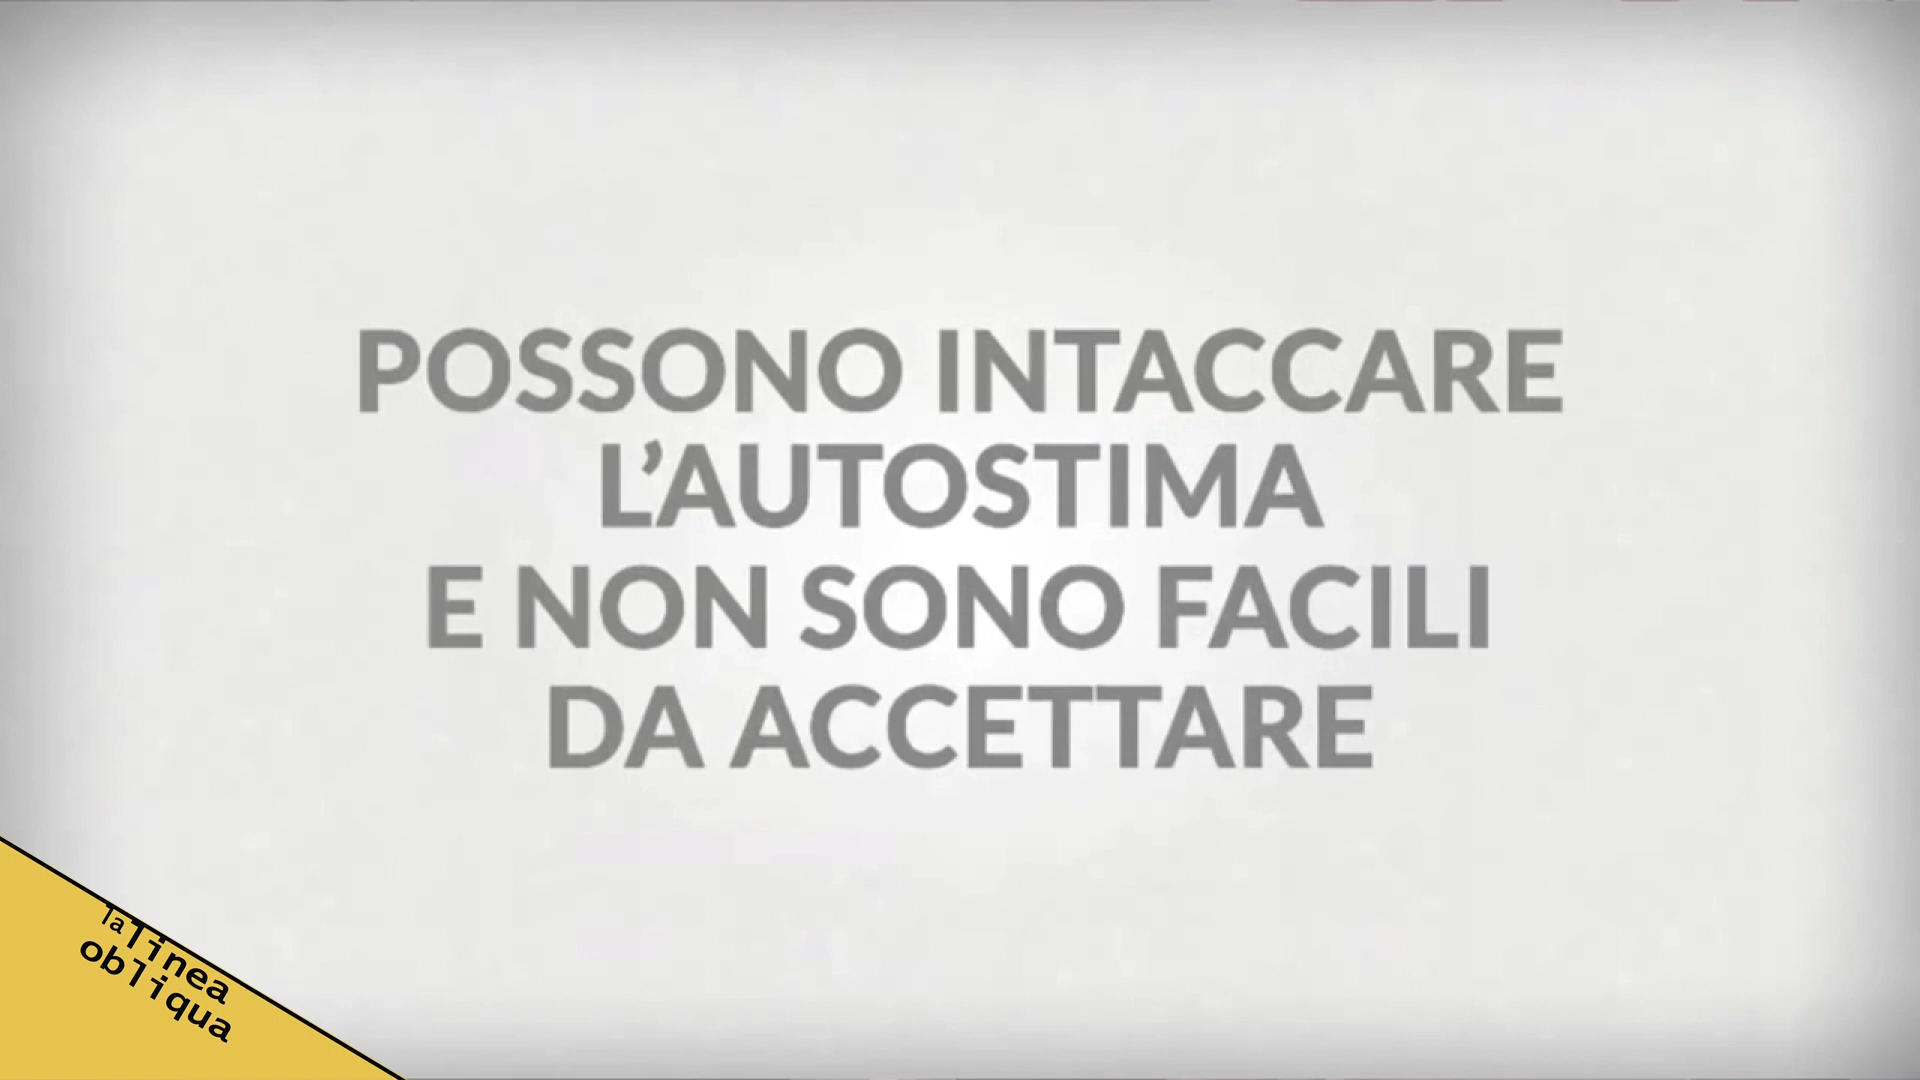 POSSONO INTACCARE
L’AUTOSTIMA
E NON SONO FACILI
DA ACCETTARE
la linea
obliqua